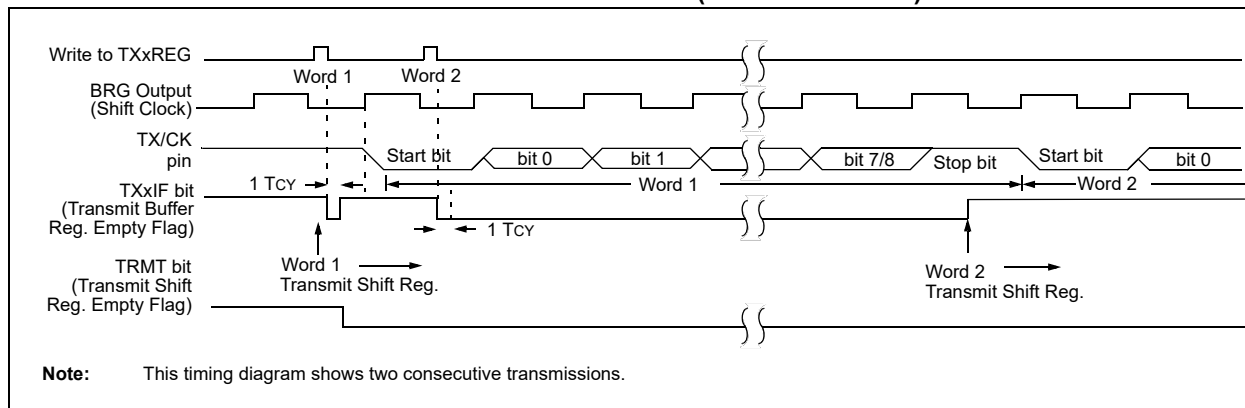 Write to TXxREG
Word 1
Word 2
BRG Output
(Shift Clock)
TX/CK
pin
Start bit
bit 0
bit 1
bit 7/8
Stop bit
Start bit
bit 0
1 TCY
Word 1
Word 2
TXxIF bit
(Transmit Buffer
Reg. Empty Flag)
1 TCY
Word 1
Transmit Shift Reg.
Word 2
Transmit Shift Reg.
TRMT bit
(Transmit Shift
Reg. Empty Flag)
Note: This timing diagram shows two consecutive transmissions.